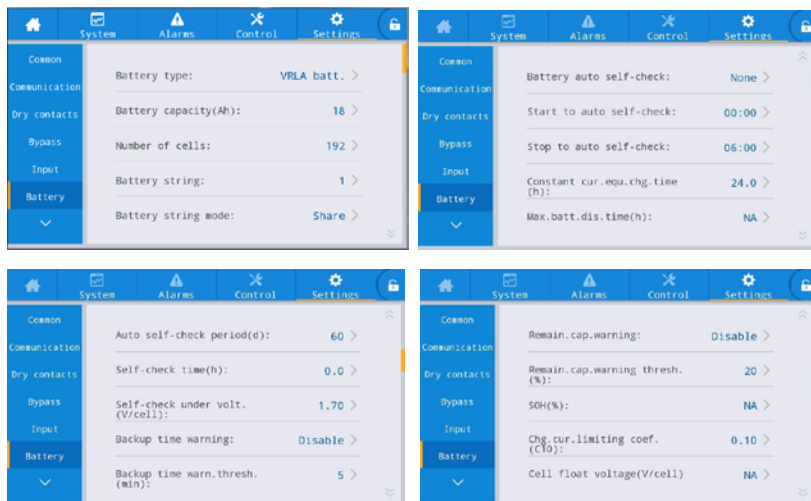 System Alarms Control Settings
Common
Communication
Dry contacts
Bypass
Input
Battery
Battery type: VRLA batt. >
Battery capacity(Ah): 18 >
Number of cells: 192 >
Battery string: 1 >
Battery string mode: Share >
System Alarms Control Settings
Common
Communication
Dry contacts
Bypass
Input
Battery
Battery auto self-check: None >
Start to auto self-check: 00:00 >
Stop to auto self-check: 06:00 >
Constant cur.equ.chg.time
(h): 24.0 >
Max.batt.dis.time(h): NA >
System Alarms Control Settings
Common
Communication
Dry contacts
Bypass
Input
Battery
Auto self-check period(d): 60 >
Self-check time(h): 0.0 >
Self-check under volt.
(V/cell): 1.70 >
Backup time warning: Disable >
Backup time warn.thresh.
(min): 5 >
System Alarms Control Settings
Common
Communication
Dry contacts
Bypass
Input
Battery
Remain.cap.warning: Disable >
Remain.cap.warning thresh.
(%): 20 >
SOH(%): NA >
Chg.cur.limiting coef.
(C10): 0.10 >
Cell float voltage(V/cell) NA >